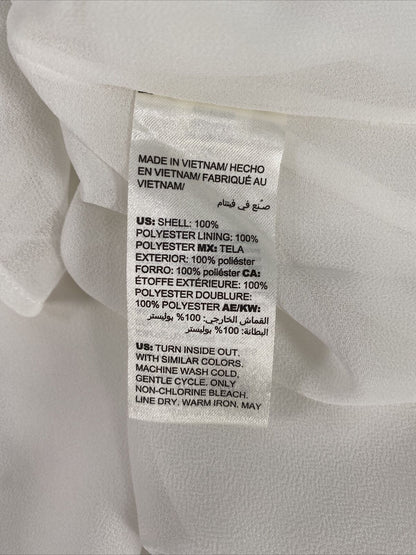 MADE IN VIETNAM/ HECHO
EN VIETNAM/ FABRIQUÉ AU
VIETNAM/
صنع في فيتنام
US: SHELL: 100%
POLYESTER LINING: 100%
POLYESTER MX: TELA
EXTERIOR: 100% poliéster
FORRO: 100% poliéster CA:
ÉTOFFE EXTÉRIEURE: 100%
POLYESTER DOUBLURE:
100% POLYESTER AE/KW:
القماش الخارجي: 100% بوليستر
البطانة: 100% بوليستر
US: TURN INSIDE OUT.
WITH SIMILAR COLORS.
MACHINE WASH COLD,
GENTLE CYCLE. ONLY
NON-CHLORINE BLEACH.
LINE DRY. WARM IRON, MAY